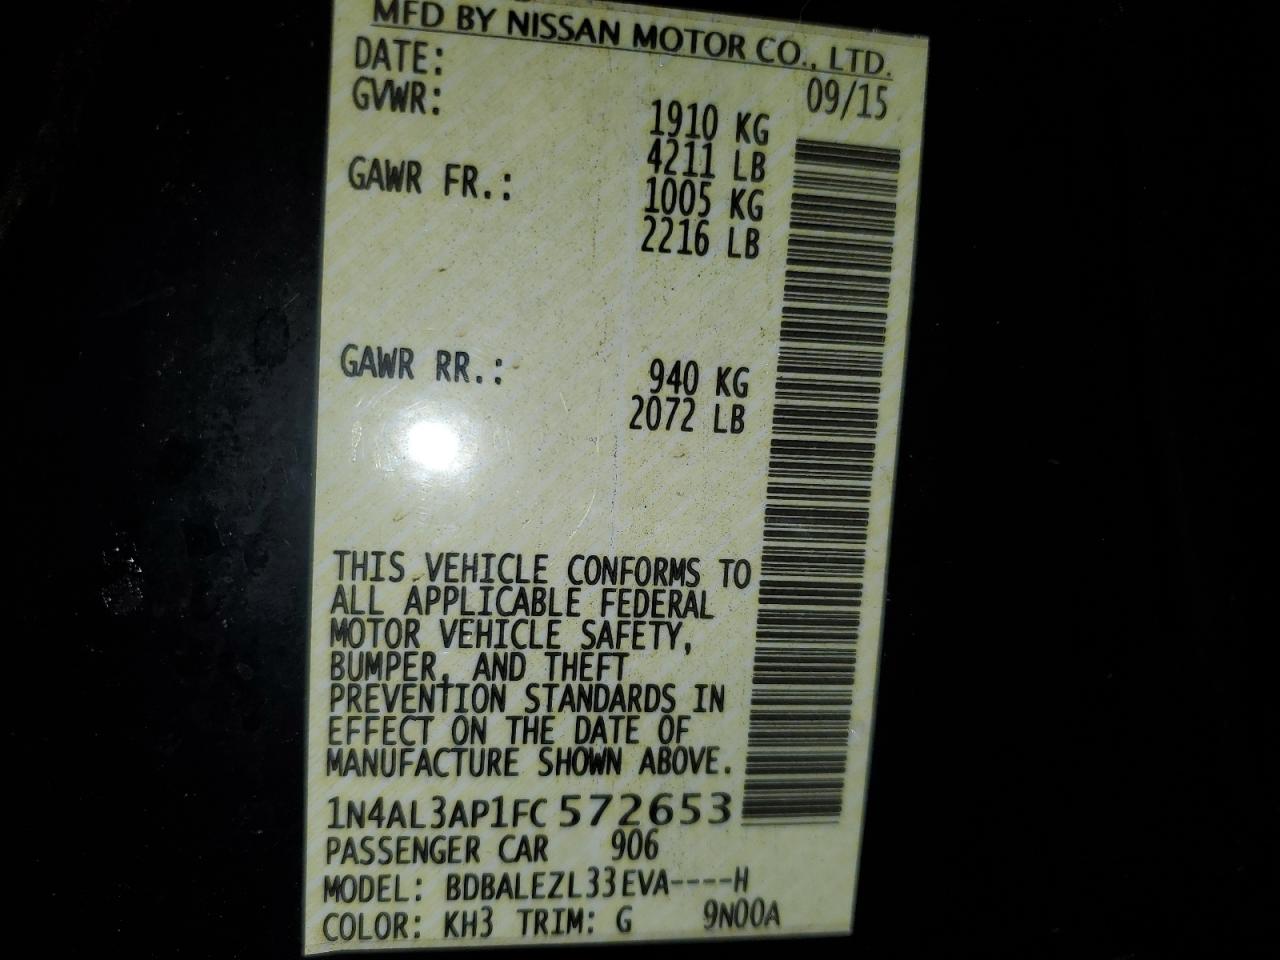 MFD BY NISSAN MOTOR CO., LTD.
DATE: 09/15
GVWR: 1910 KG
4211 LB
GAWR FR.: 1005 KG
2216 LB
GAWR RR.: 940 KG
2072 LB
THIS VEHICLE CONFORMS TO
ALL APPLICABLE FEDERAL
MOTOR VEHICLE SAFETY,
BUMPER, AND THEFT
PREVENTION STANDARDS IN
EFFECT ON THE DATE OF
MANUFACTURE SHOWN ABOVE.
1N4AL3AP1FC572653
PASSENGER CAR 906
MODEL: BDBALEZL33EVA----H
COLOR: KH3 TRIM: G 9N00A